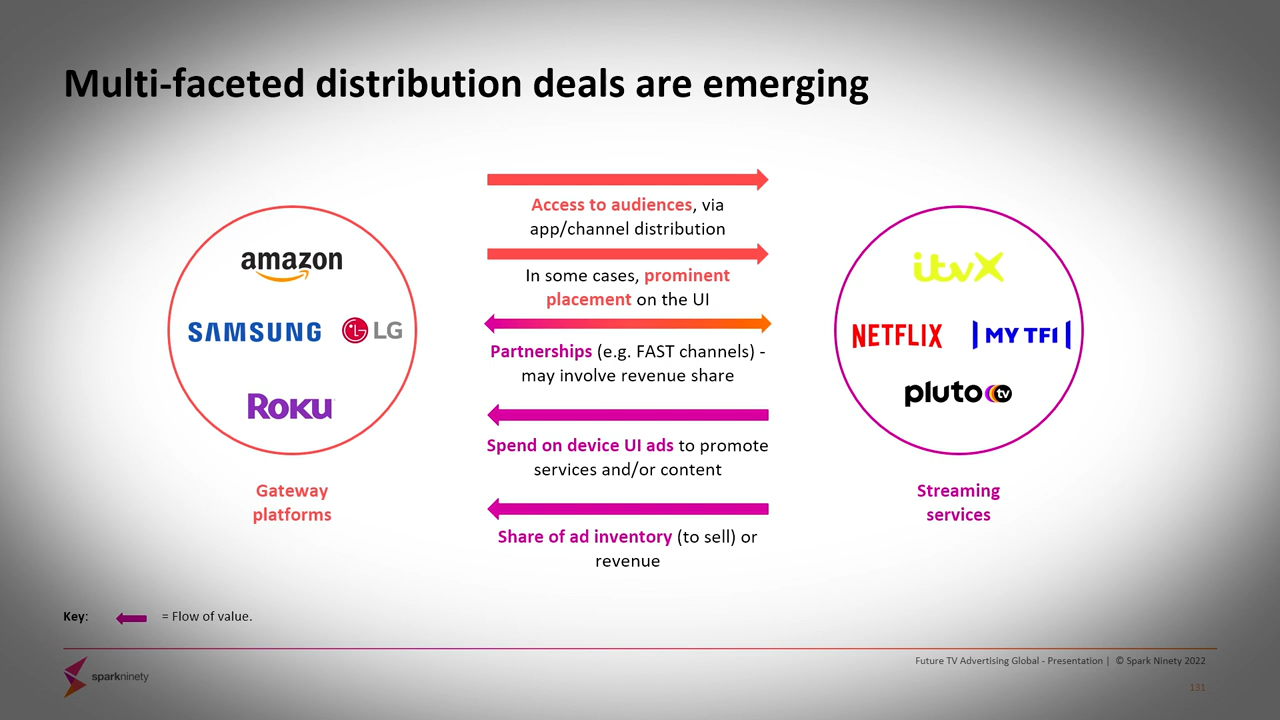 Multi-faceted distribution deals are emerging
amazon
SAMSUNG
LG
ROKU
Gateway
platforms
Access to audiences, via
app/channel distribution
In some cases, prominent
placement on the UI
Partnerships (e.g. FAST channels) -
may involve revenue share
Spend on device UI ads to promote
services and/or content
Share of ad inventory (to sell) or
revenue
itvX
NETFLIX
MY TF1
pluto tv
Streaming
services
Key:
= Flow of value.
sparkninety
Future TV Advertising Global - Presentation | © Spark Ninety 2022
131